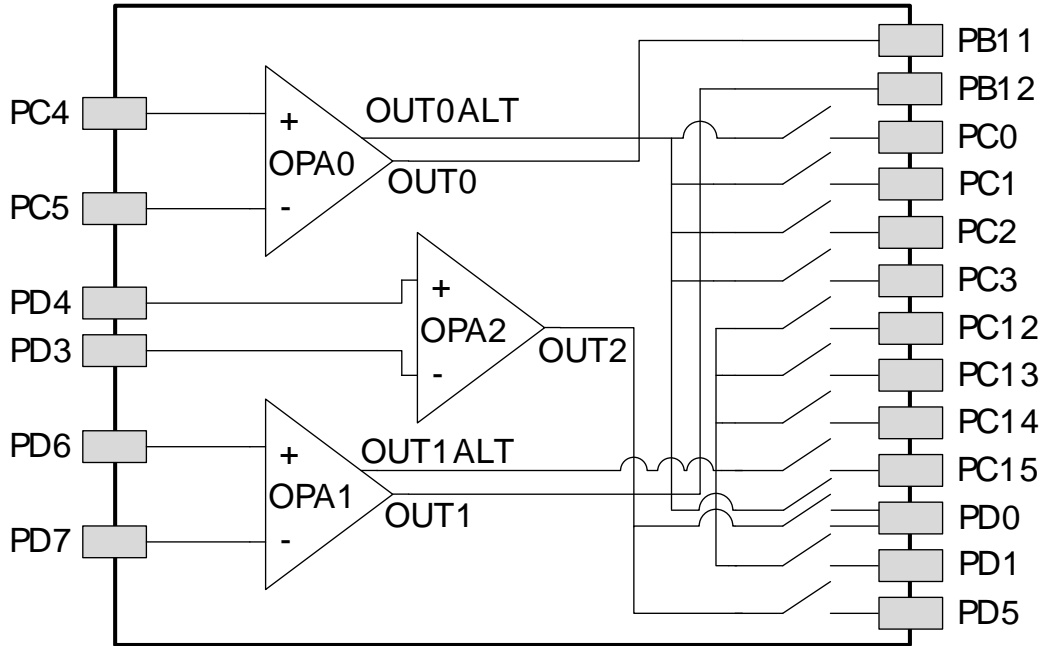 PB11
PB12
PC4
+
OUT0ALT
PC0
OPA0
OUT0
PC1
PC5
-
PC2
PD4
+
PC3
OPA2
PC12
PD3
OUT2
-
PC13
PD6
+
OUT1ALT
PC14
OPA1
PC15
OUT1
PD0
PD7
-
PD1
PD5